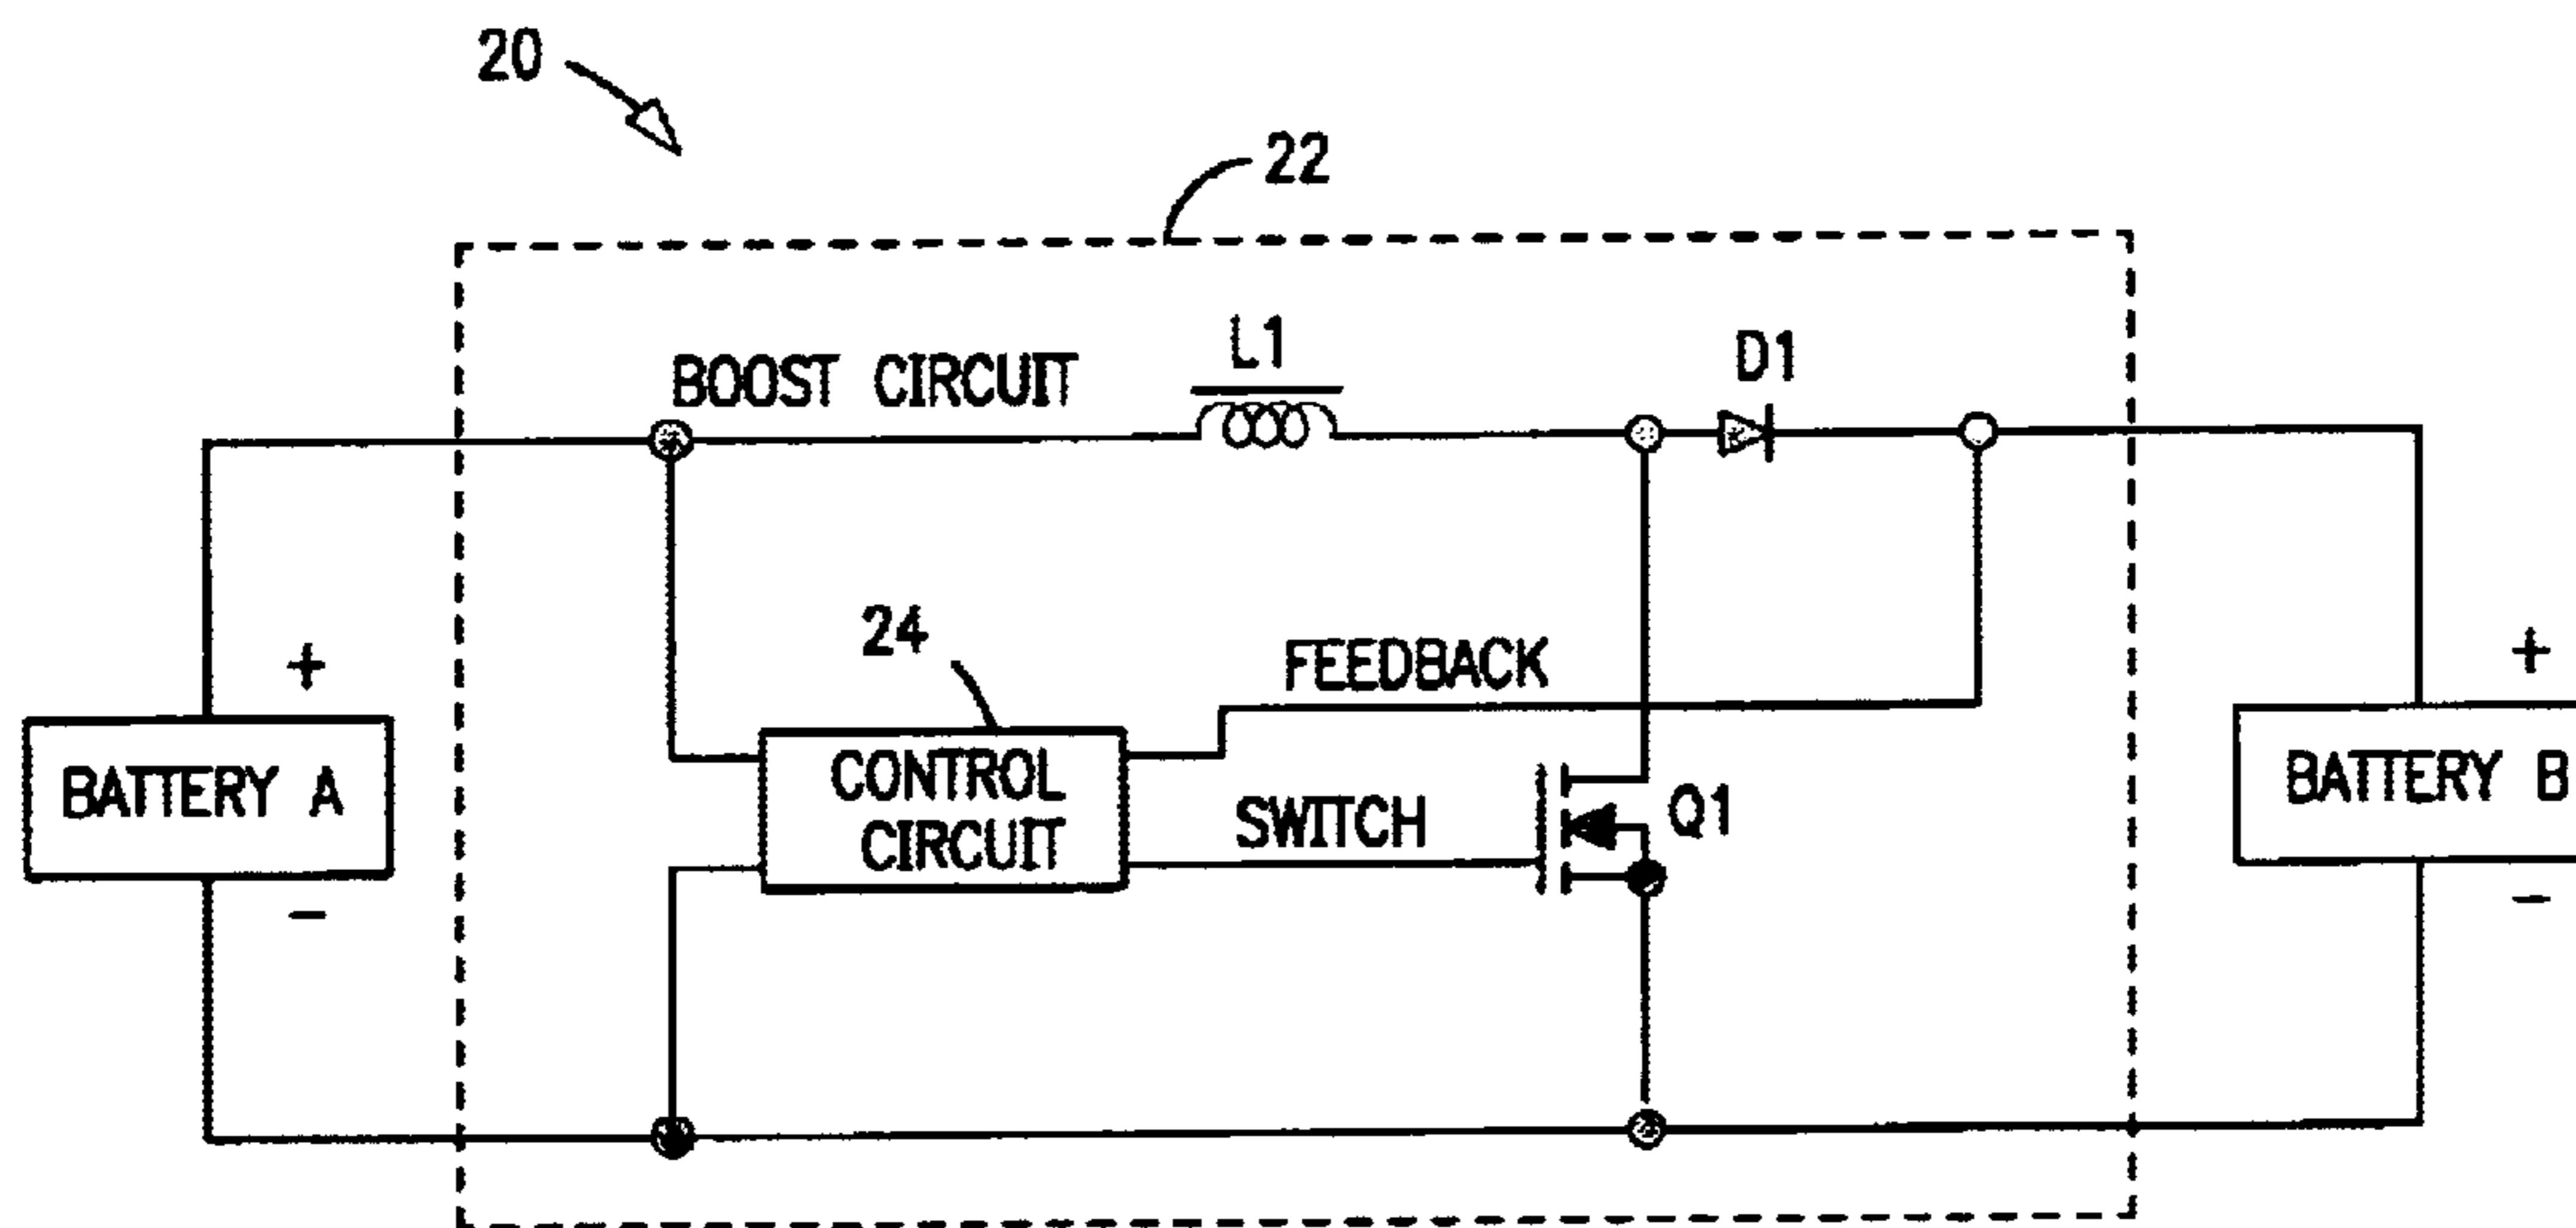 20
22
L1
D1
BOOST CIRCUIT
24
FEEDBACK
+
+
BATTERY A
CONTROL
CIRCUIT
SWITCH
Q1
BATTERY B
−
−